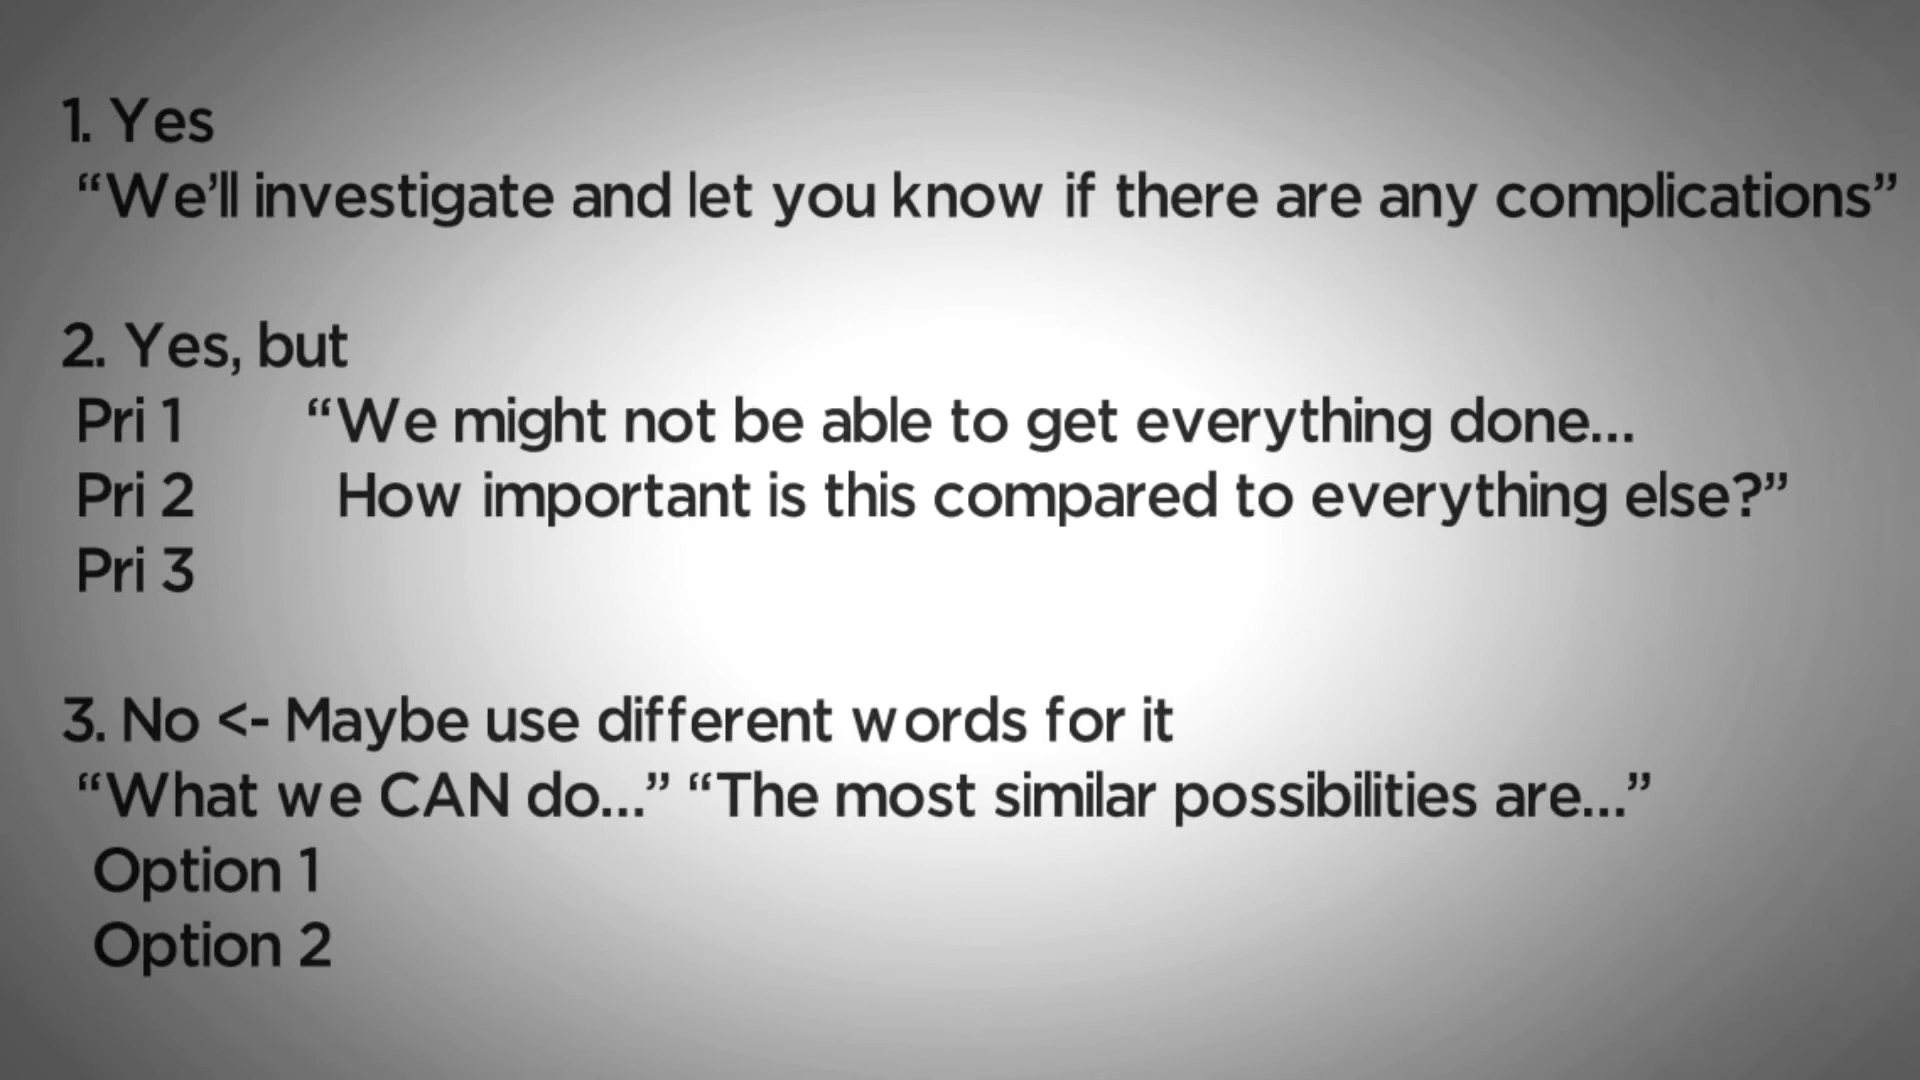 1. Yes
“We’ll investigate and let you know if there are any complications”
2. Yes, but
Pri 1 “We might not be able to get everything done...
Pri 2 How important is this compared to everything else?”
Pri 3
3. No <- Maybe use different words for it
“What we CAN do...” “The most similar possibilities are...”
Option 1
Option 2